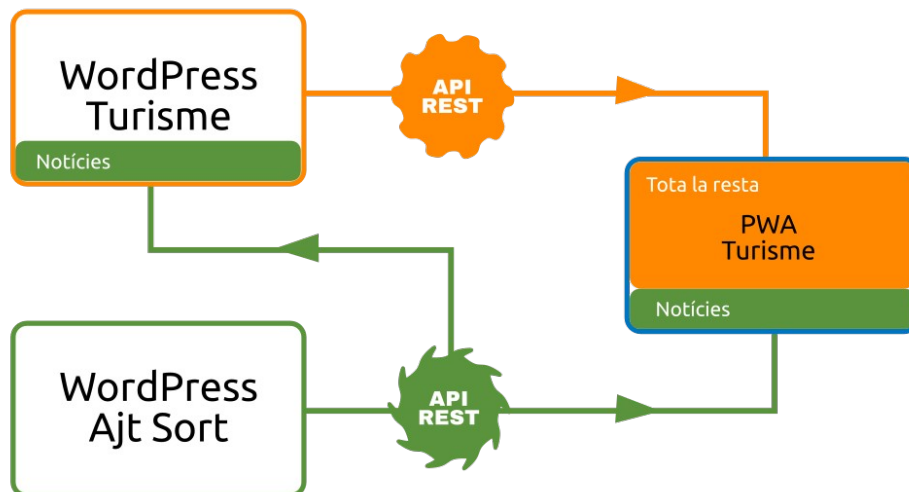 WordPress
Turisme
Notícies
API
REST
Tota la resta
PWA
Turisme
Notícies
WordPress
Ajt Sort
API
REST